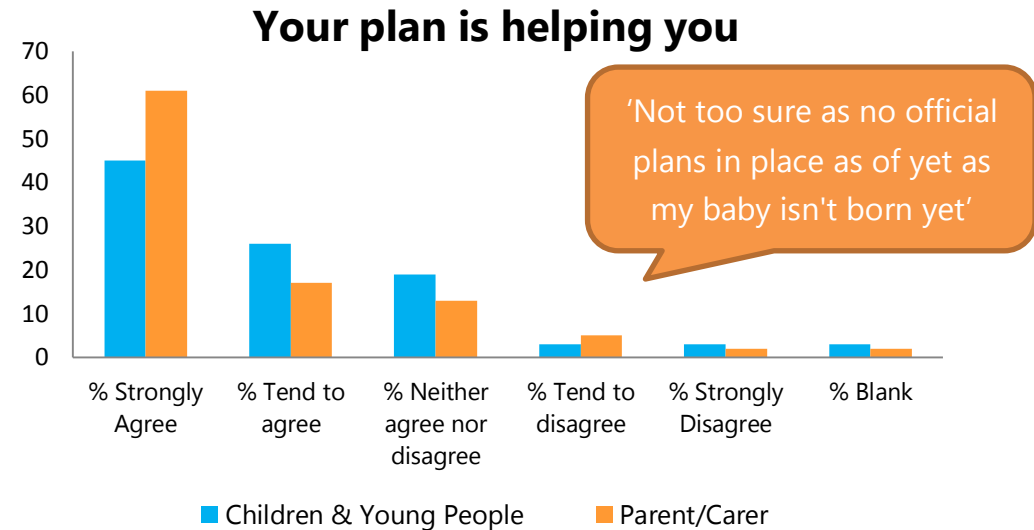 Your plan is helping you
70
60
50
40
30
20
10
0
‘Not too sure as no official
plans in place as of yet as
my baby isn't born yet‘
% Strongly
Agree
% Tend to
agree
% Neither
agree nor
disagree
% Tend to
disagree
% Strongly
Disagree
% Blank
Children & Young People
Parent/Carer